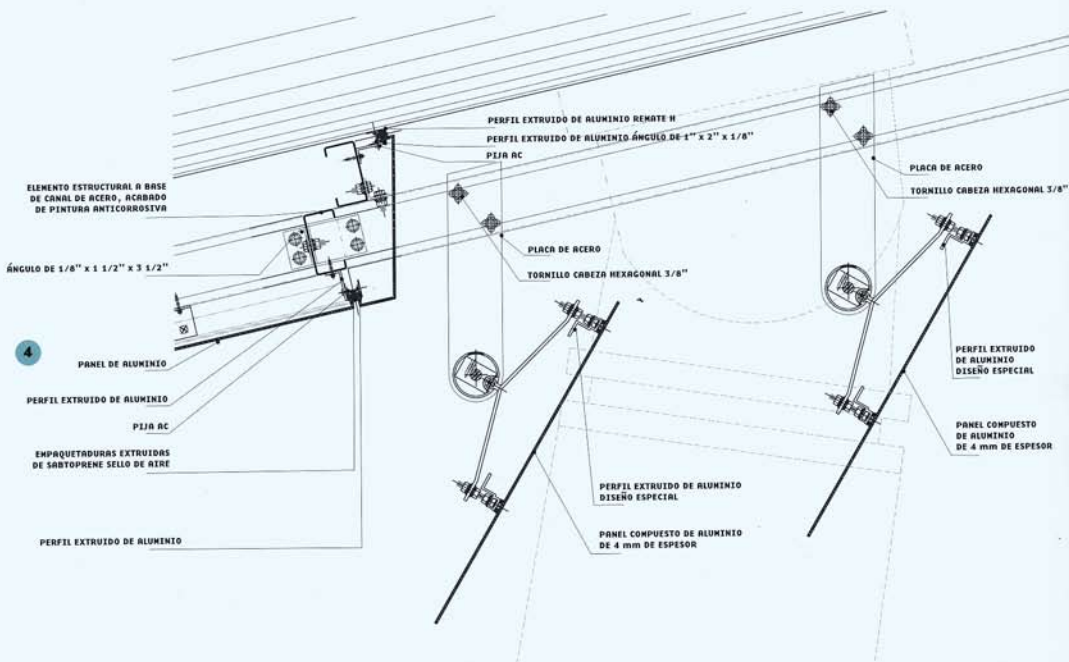 PERFIL EXTRUIDO DE ALUMINIO REMATE H
PERFIL EXTRUIDO DE ALUMINIO ÁNGULO DE 1'' x 2'' x 1/8''
PIJA AC
ELEMENTO ESTRUCTURAL A BASE
DE CANAL DE ACERO, ACABADO
DE PINTURA ANTICORROSIVA
ÁNGULO DE 1/8'' x 1 1/2'' x 3 1/2''
PLACA DE ACERO
TORNILLO CABEZA HEXAGONAL 3/8''
PLACA DE ACERO
TORNILLO CABEZA HEXAGONAL 3/8''
4
PANEL DE ALUMINIO
PERFIL EXTRUIDO DE ALUMINIO
PIJA AC
EMPAQUETADURAS EXTRUIDAS
DE SABTOPRENE SELLO DE AIRE
PERFIL EXTRUIDO DE ALUMINIO
PERFIL EXTRUIDO DE ALUMINIO
DISEÑO ESPECIAL
PANEL COMPUESTO DE ALUMINIO
DE 4 mm DE ESPESOR
PERFIL EXTRUIDO
DE ALUMINIO
DISEÑO ESPECIAL
PANEL COMPUESTO
DE ALUMINIO
DE 4 mm DE ESPESOR